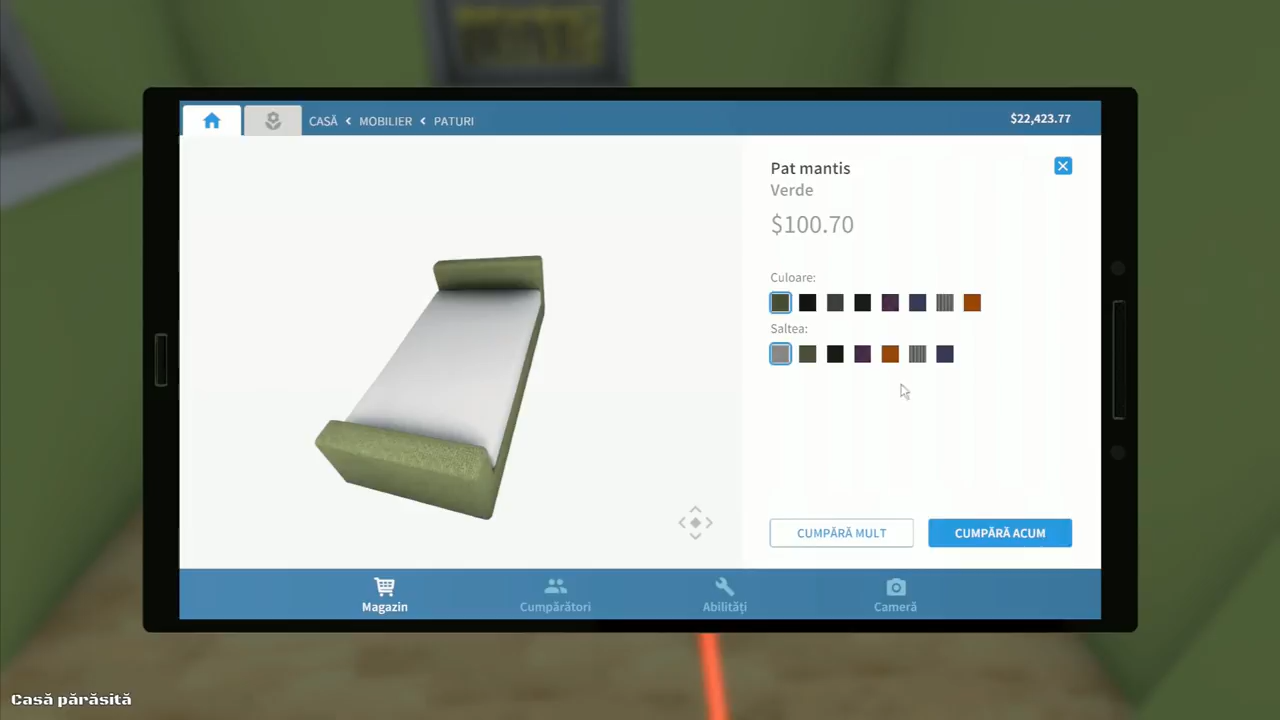 CASĂ
MOBILIER
PATURI
$22,423.77
Pat mantis
Verde
$100.70
Culoare:
Saltea:
CUMPĂRĂ MULT
CUMPĂRĂ ACUM
Magazin
Cumpărători
Abilități
Cameră
Casă părăsită